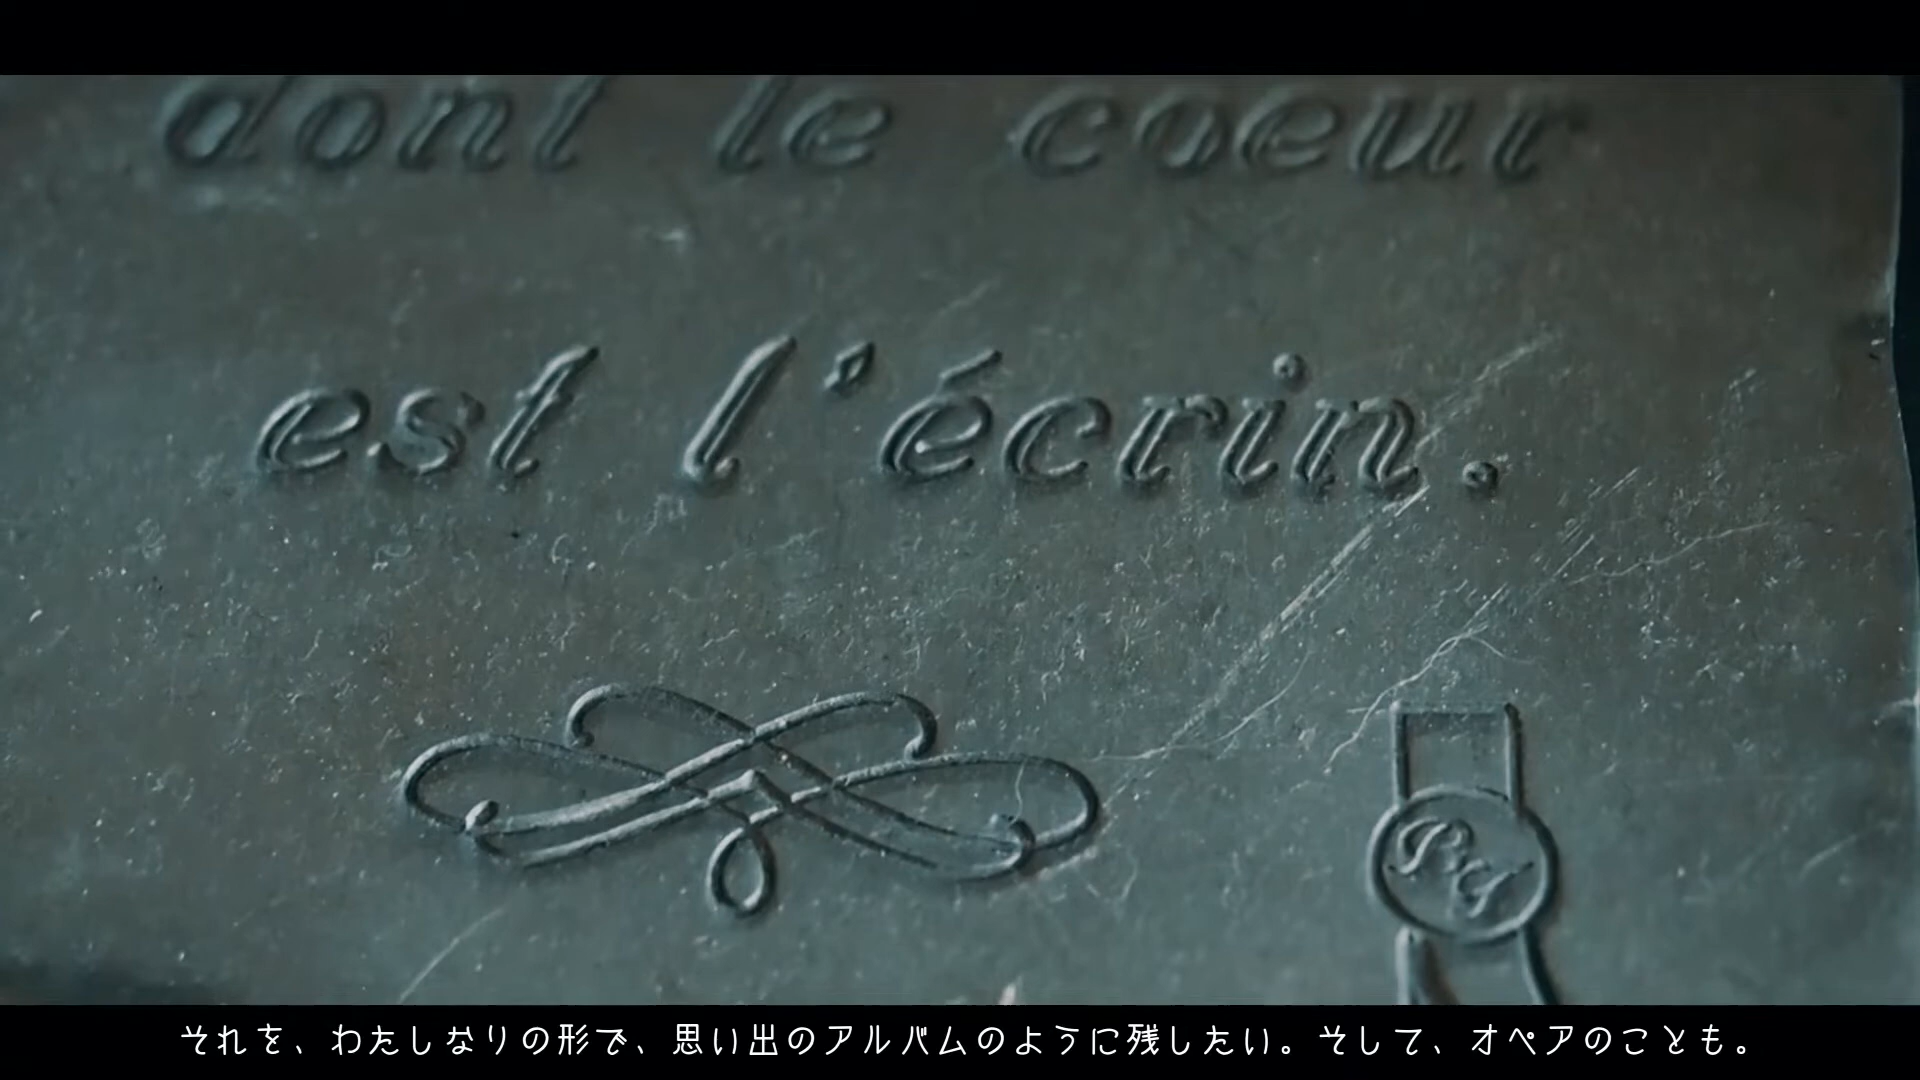 dont le coeur
est l'écrin.
それを、わたしなりの形で、思い出のアルバムのように残したい。そして、オペアのことも。